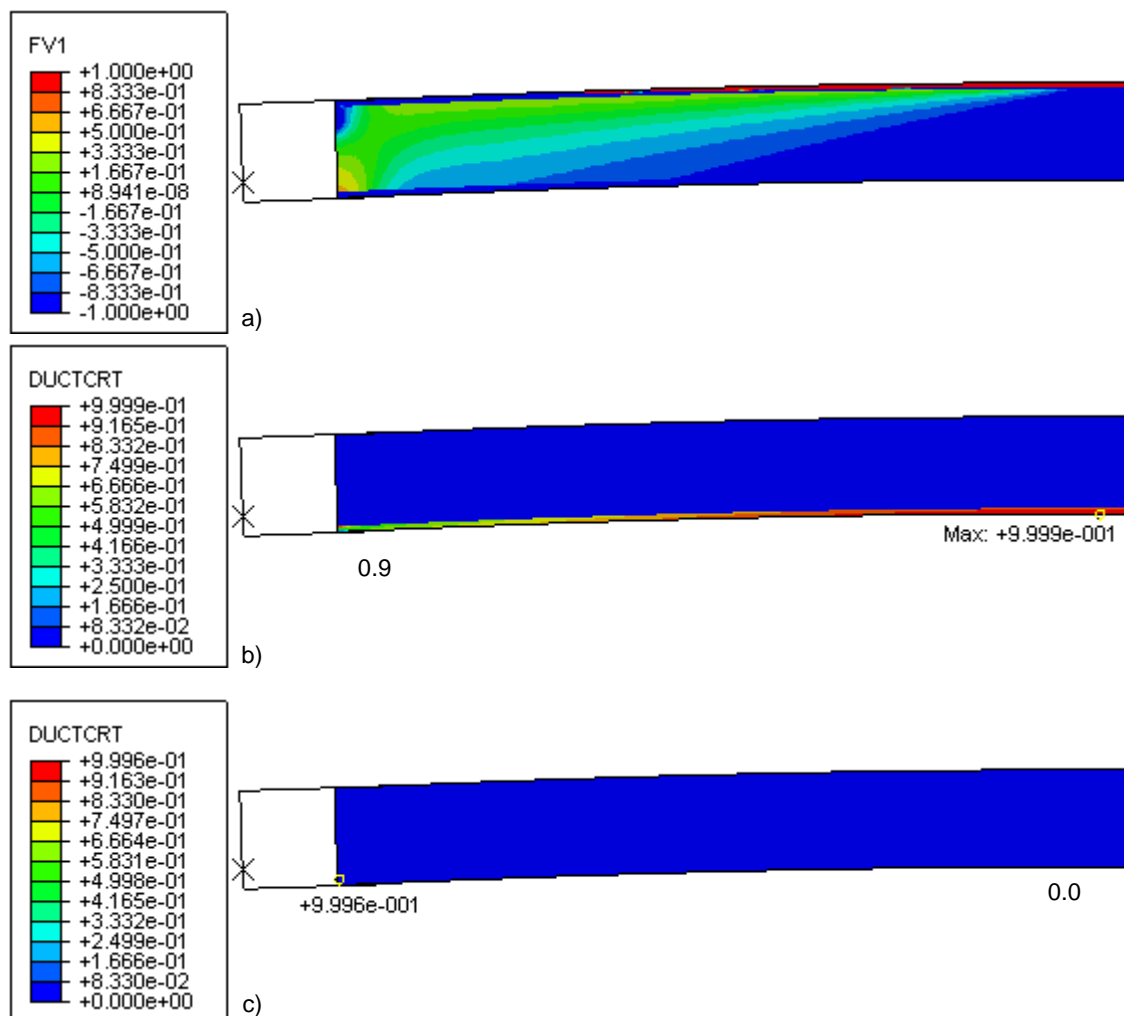 FV1
+1.000e+00
+8.333e-01
+6.667e-01
+5.000e-01
+3.333e-01
+1.667e-01
+8.941e-08
-1.667e-01
-3.333e-01
-5.000e-01
-6.667e-01
-8.333e-01
-1.000e+00
a)
DUCTCRT
+9.999e-01
+9.165e-01
+8.332e-01
+7.499e-01
+6.666e-01
+5.832e-01
+4.999e-01
+4.166e-01
+3.333e-01
+2.500e-01
+1.666e-01
+8.332e-02
+0.000e+00
Max: +9.999e-001
0.9
b)
DUCTCRT
+9.996e-01
+9.163e-01
+8.330e-01
+7.497e-01
+6.664e-01
+5.831e-01
+4.998e-01
+4.165e-01
+3.332e-01
+2.499e-01
+1.666e-01
+8.330e-02
+0.000e+00
+9.996e-001
0.0
c)